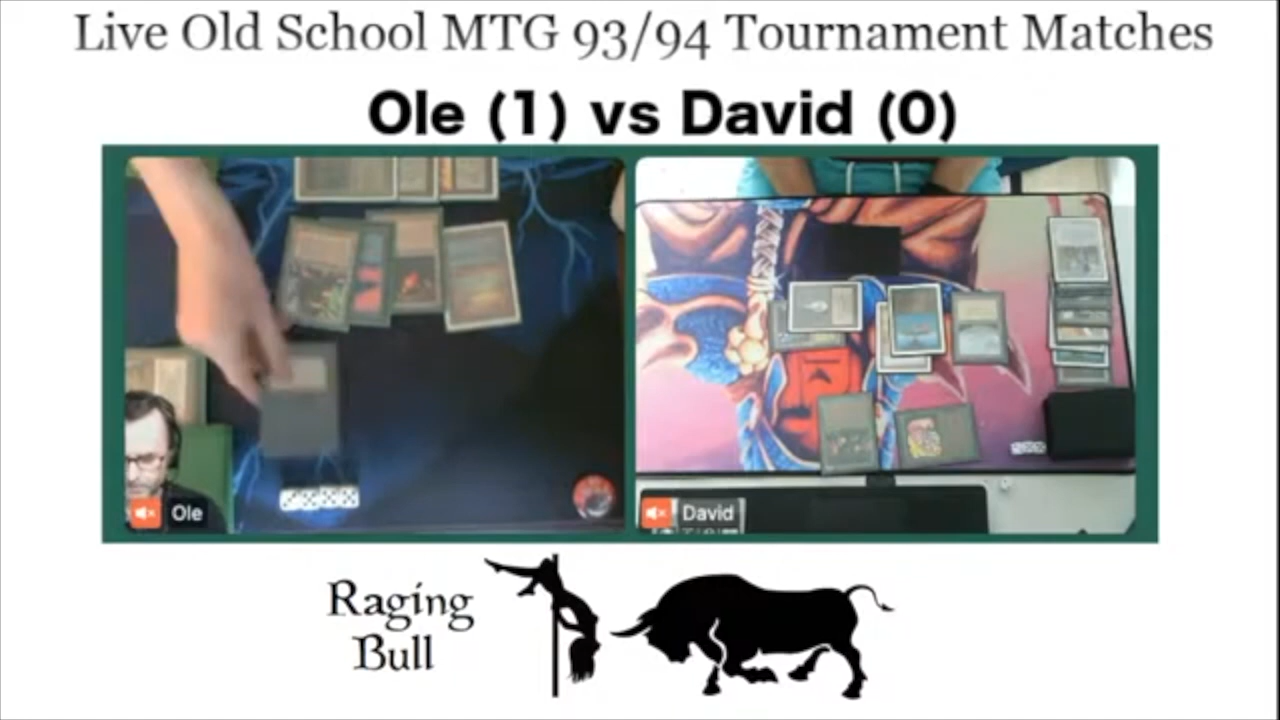 Live Old School MTG 93/94 Tournament Matches
Ole (1) vs David (0)
Ole
David
Raging
Bull